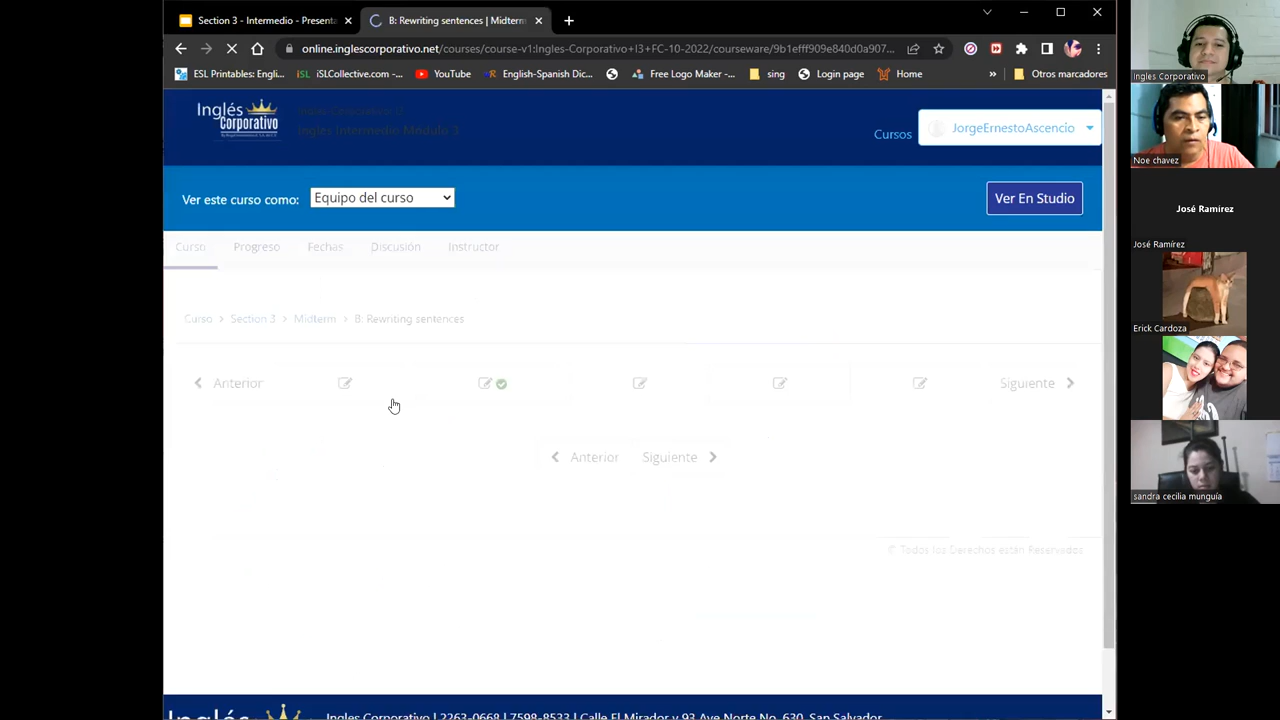 Section 3 - Intermedio - Presenta
B: Rewriting sentences | Midterm
online.inglescorporativo.net/courses/course-v1:Ingles-Corporativo+I3+FC-10-2022/courseware/9b1efff909e840d0a907...
ESL Printables: Engli...
iSLCollective.com -...
YouTube
English-Spanish Dic...
Free Logo Maker -...
sing
Login page
Home
»
Otros marcadores
Inglés
Corporativo
Ingles Intermedio Modulo 3
Cursos
JorgeErnestoAscencio
Ver este curso como:
Equipo del curso
Ver En Studio
Curso
Progreso
Fechas
Discusión
Instructor
Curso > Section 3 > Midterm > B: Rewriting sentences
Anterior
Siguiente
Anterior
Siguiente
© Todos los Derechos están Reservados
Ingles Corporativo | 2263-0668 | 7598-8533 | Calle El Mirador y 93 Ave Norte No. 630, San Salvador
Ingles Corporativo
Noe chavez
José Ramírez
José Ramírez
Erick Cardoza
sandra cecilia munguía